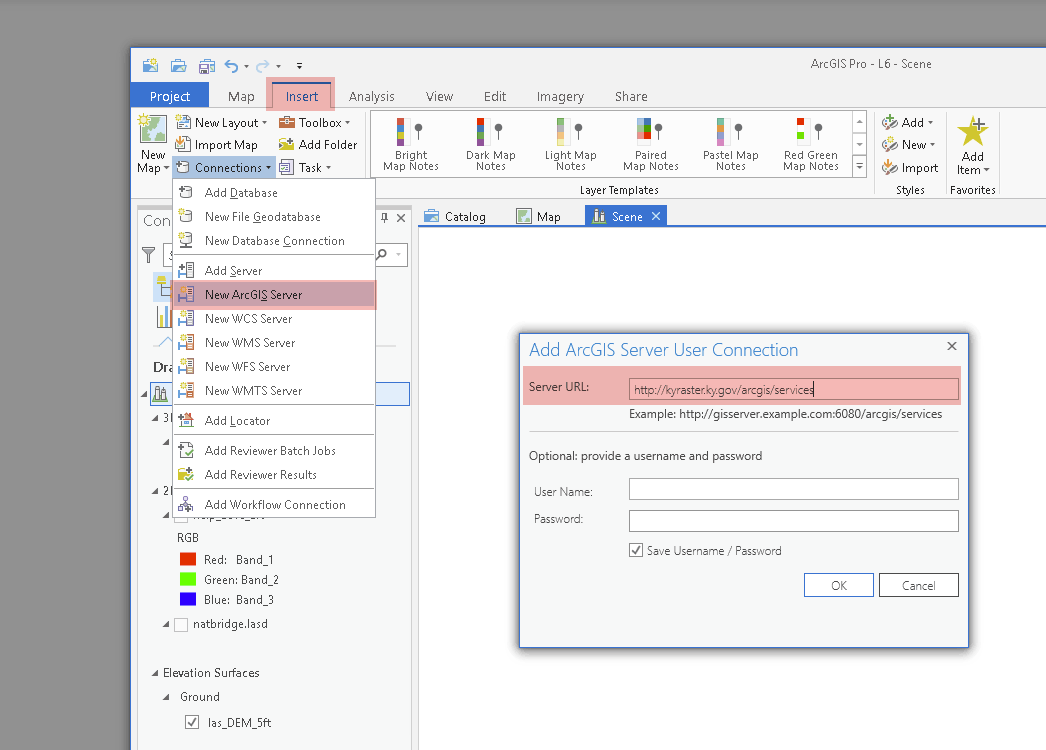 ArcGIS Pro - L6 - Scene
Project Map Insert Analysis View Edit Imagery Share
New Map
New Layout
Import Map
Connections
Toolbox
Add Folder
Task
Bright Map Notes
Dark Map Notes
Light Map Notes
Paired Map Notes
Pastel Map Notes
Red Green Map Notes
Layer Templates
Add
New
Import
Styles
Add Item
Favorites
Add Database
New File Geodatabase
New Database Connection
Add Server
New ArcGIS Server
New WCS Server
New WMS Server
New WFS Server
New WMTS Server
Add Locator
Add Reviewer Batch Jobs
Add Reviewer Results
Add Workflow Connection
Catalog Map Scene
Add ArcGIS Server User Connection
Server URL: http://kyraster.ky.gov/arcgis/services
Example: http://gisserver.example.com:6080/arcgis/services
Optional: provide a username and password
User Name:
Password:
Save Username / Password
OK Cancel
RGB
Red: Band_1
Green: Band_2
Blue: Band_3
natbridge.lasd
Elevation Surfaces
Ground
las_DEM_5ft